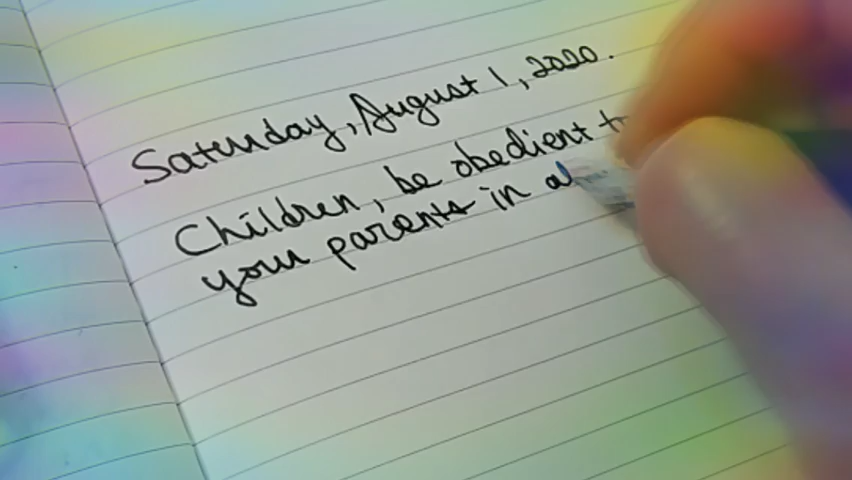 Saturday, August 1, 2020.
Children, be obedient
your parents in